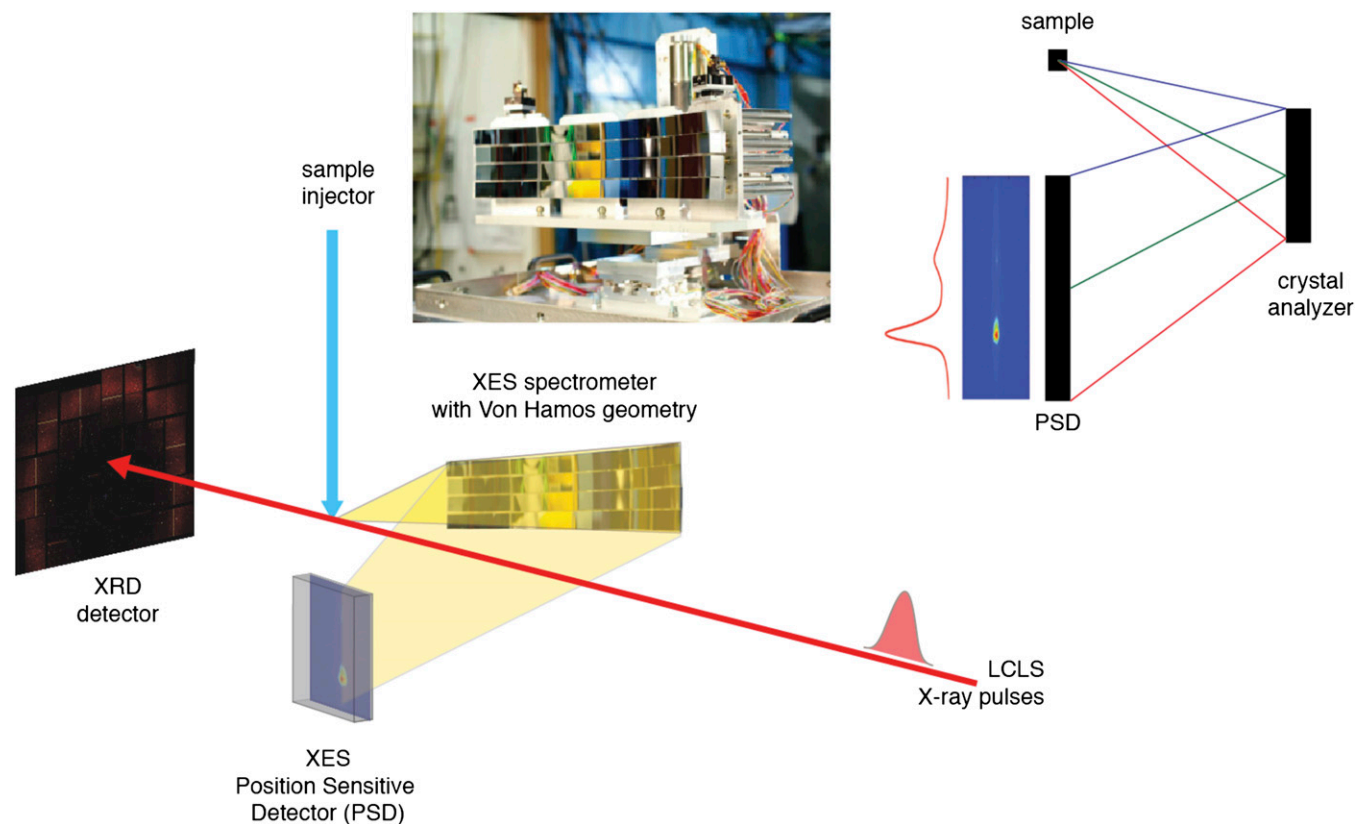 sample
sample
injector
crystal
analyzer
PSD
XES spectrometer
with Von Hamos geometry
XRD
detector
LCLS
X-ray pulses
XES
Position Sensitive
Detector (PSD)